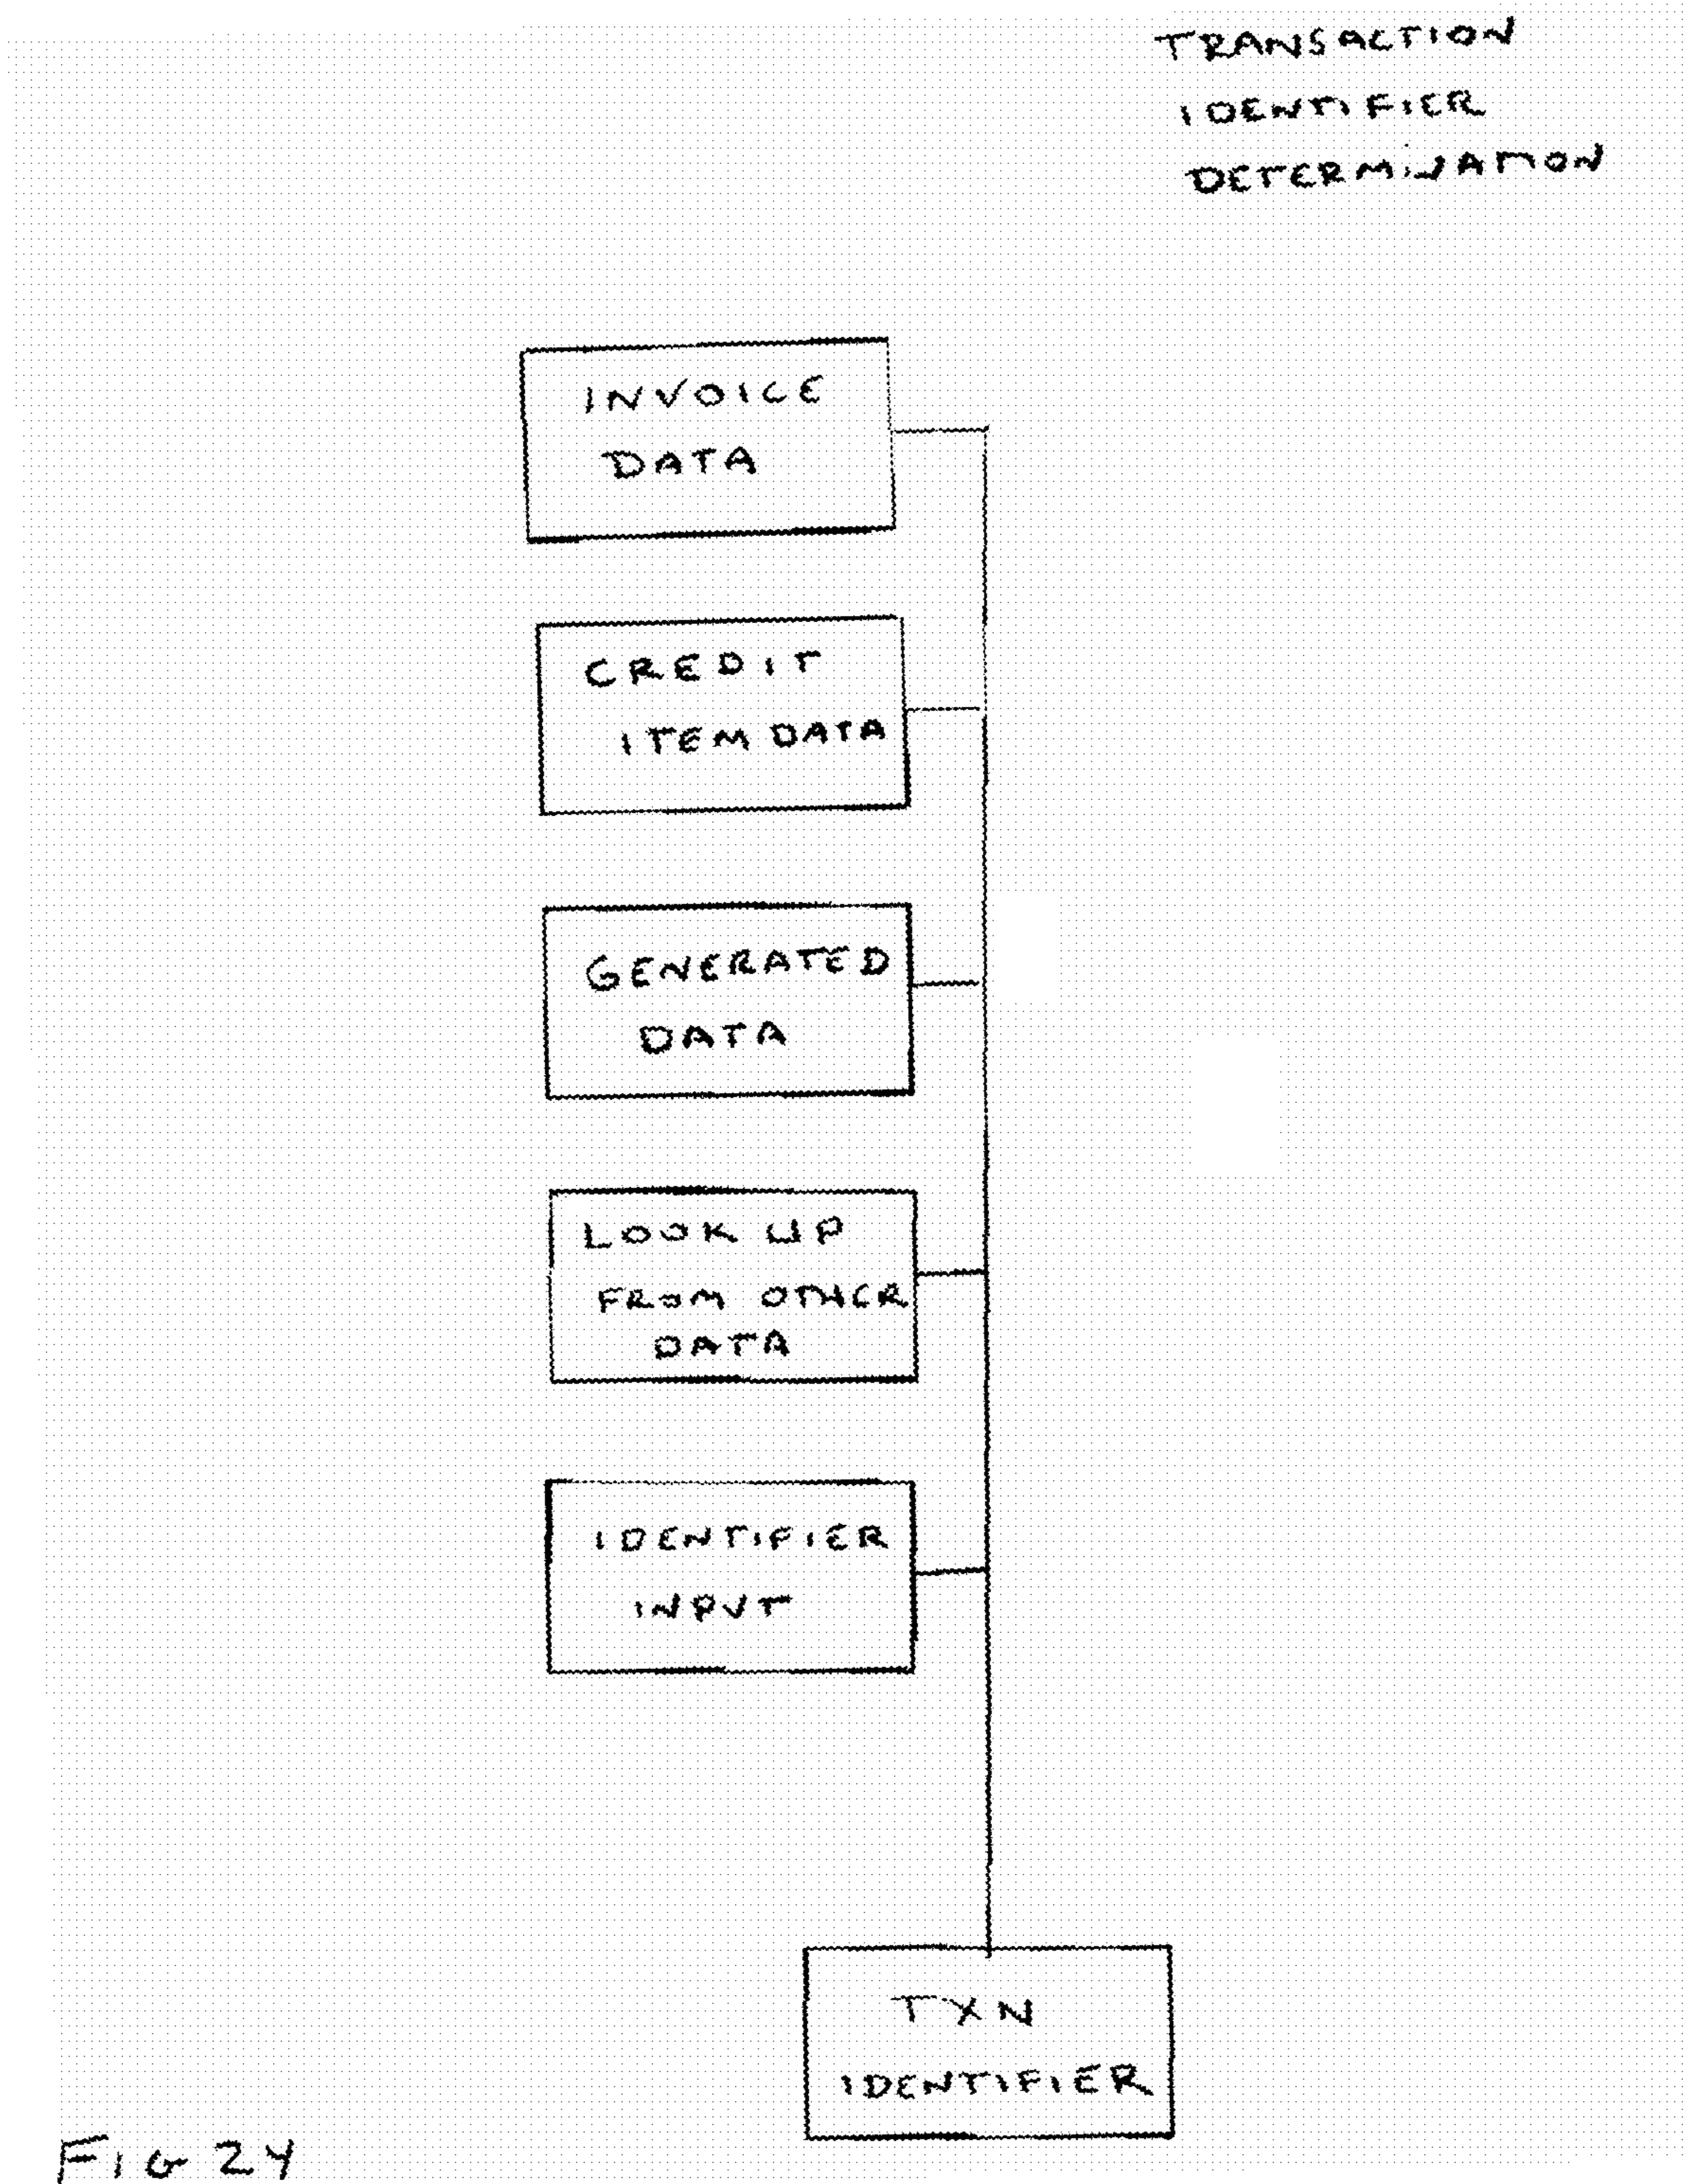 TRANSACTION
IDENTIFIER
DETERMINATION
INVOICE
DATA
CREDIT
ITEM DATA
GENERATED
DATA
LOOK UP
FROM OTHER
DATA
IDENTIFIER
INPUT
TXN
IDENTIFIER
FIG 24